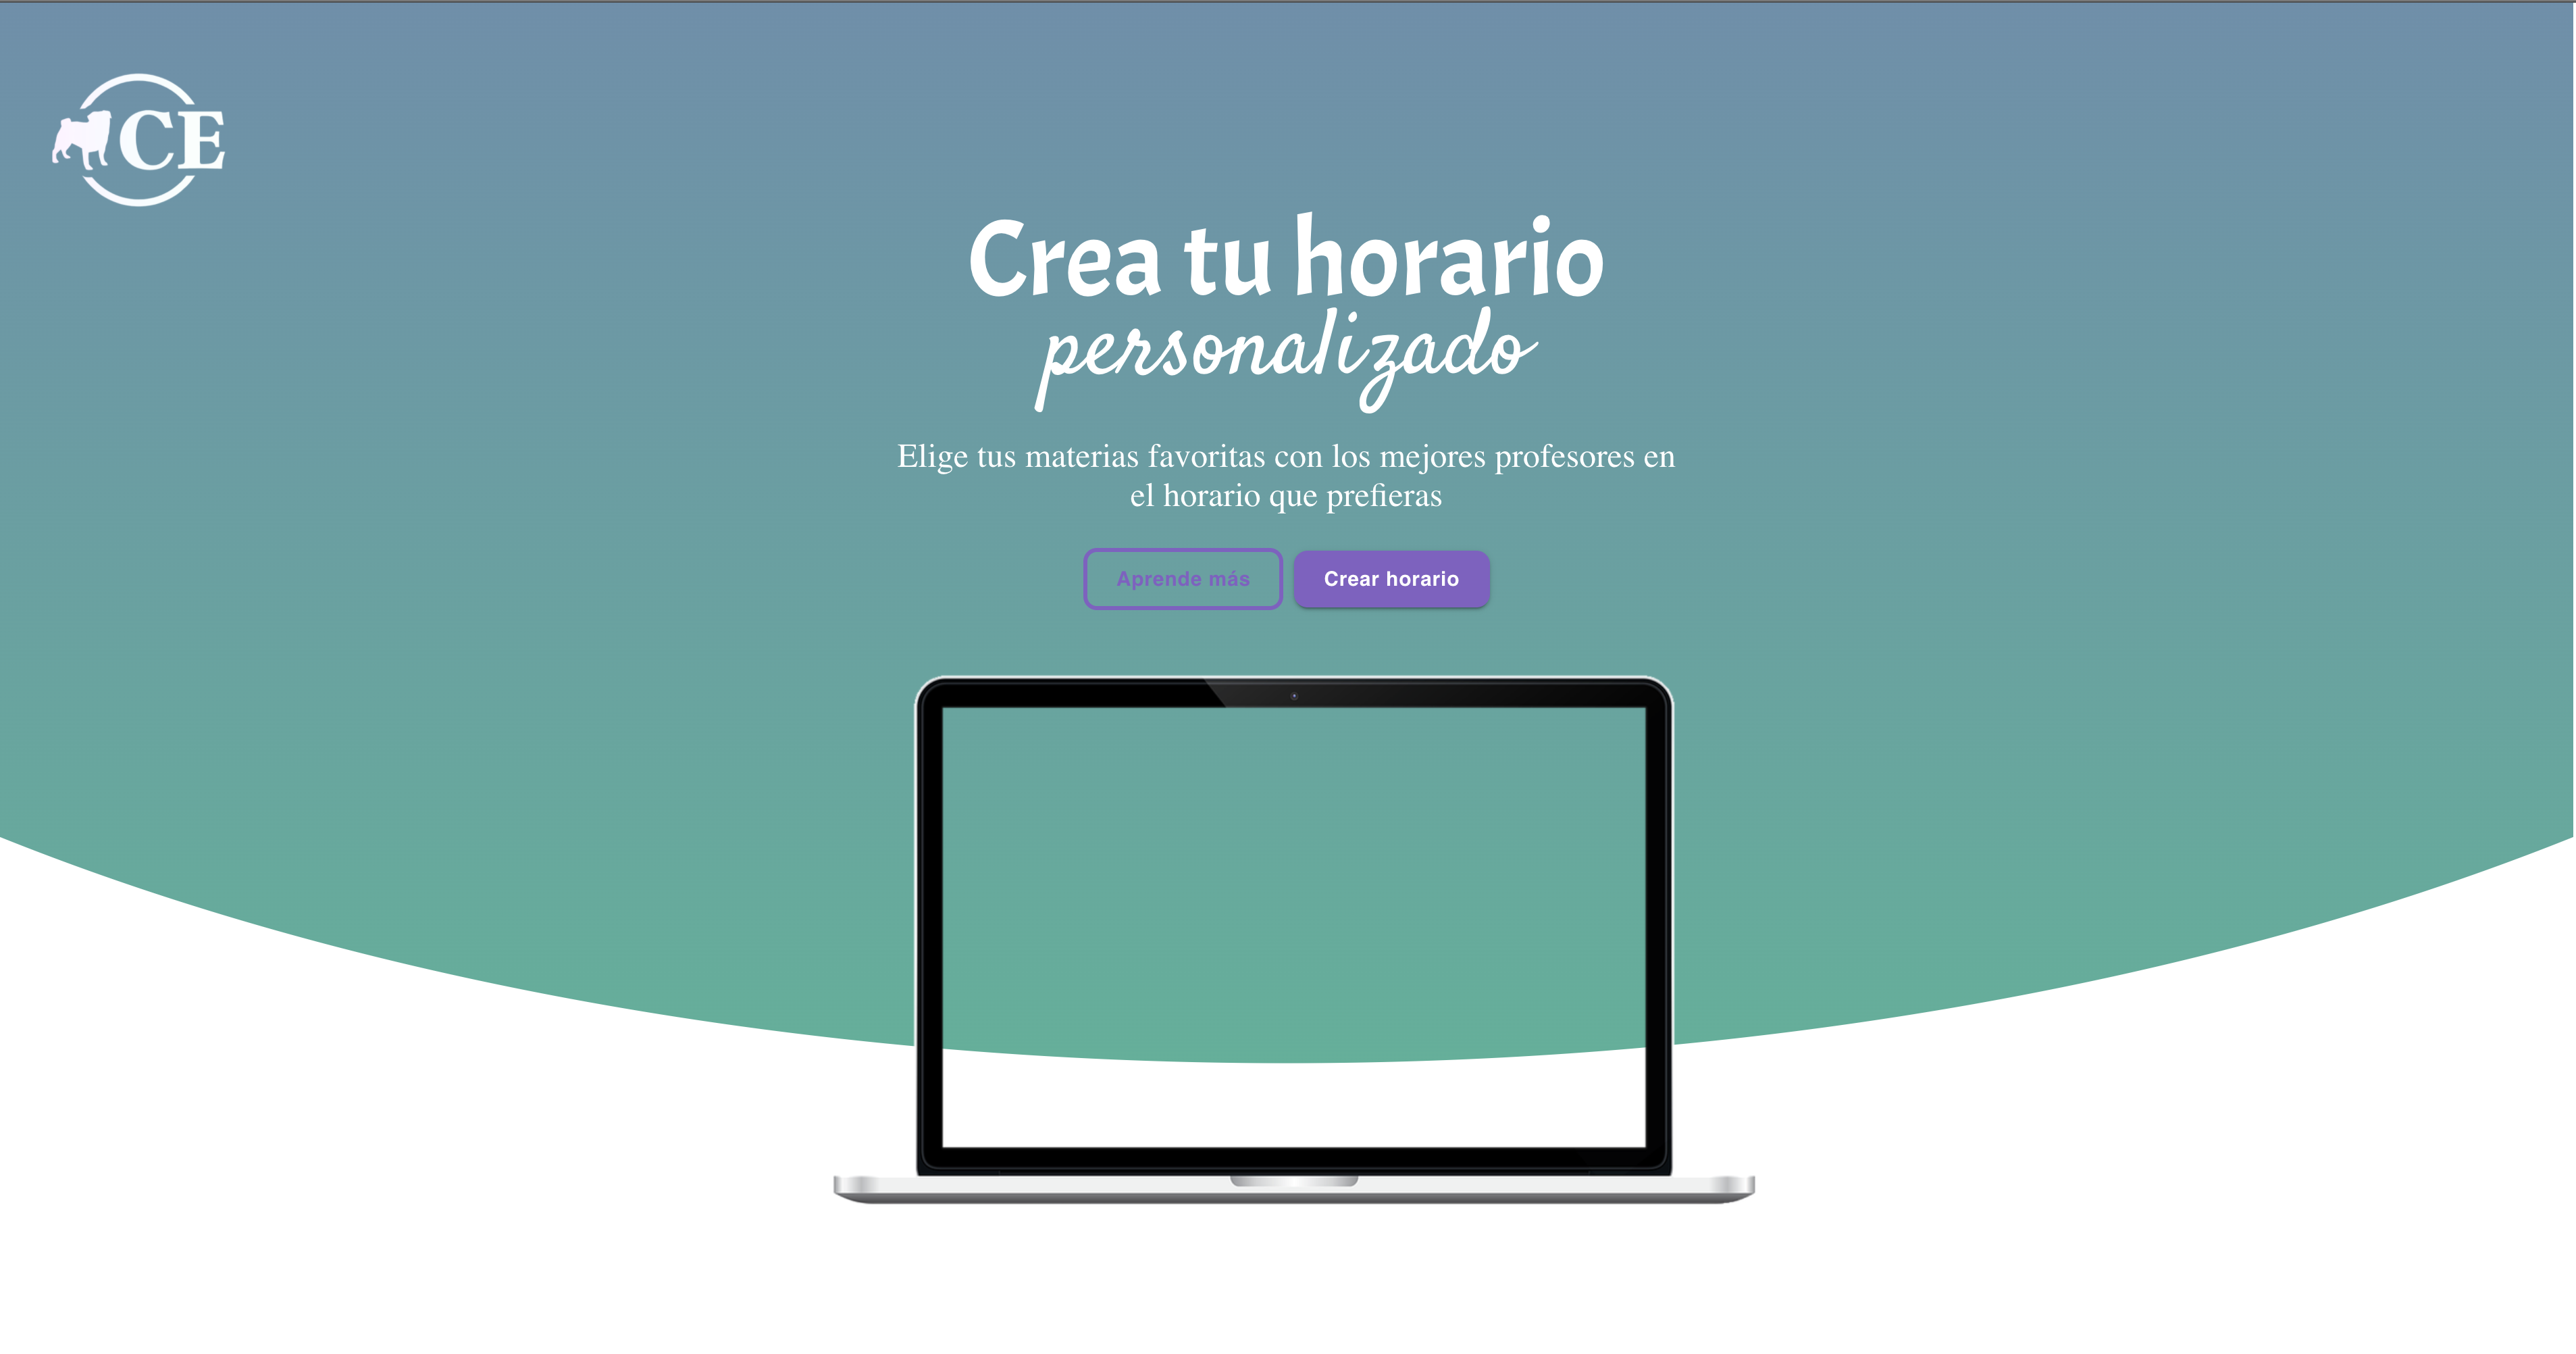 CE
Crea tu horario
personalizado
Elige tus materias favoritas con los mejores profesores en
el horario que prefieras
Aprende más
Crear horario